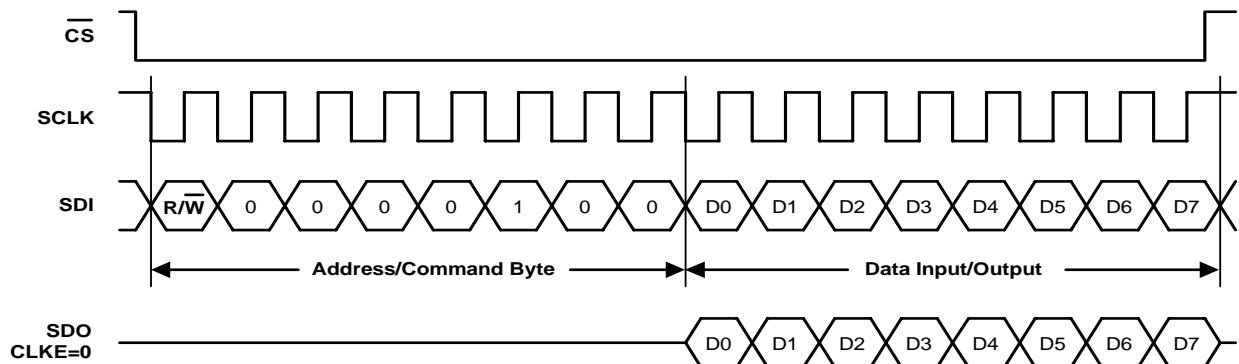 CS
SCLK
SDI R/W 0 0 0 0 1 0 0 D0 D1 D2 D3 D4 D5 D6 D7
Address/Command Byte Data Input/Output
SDO
CLKE=0 D0 D1 D2 D3 D4 D5 D6 D7